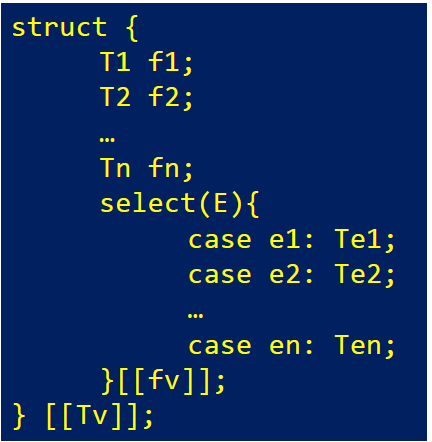 struct {
T1 f1;
T2 f2;
…
Tn fn;
select(E){
case e1: Te1;
case e2: Te2;
…
case en: Ten;
}[[fv]];
} [[Tv]];